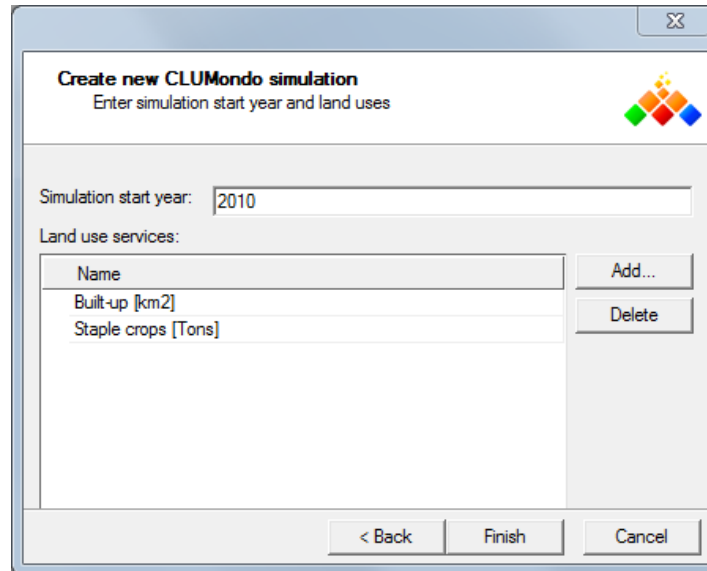 Create new CLUMondo simulation
Enter simulation start year and land uses
Simulation start year: 2010
Land use services:
Name
Add...
Built-up [km2]
Staple crops [Tons]
Delete
< Back Finish Cancel